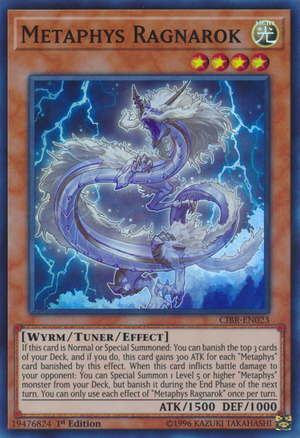 METAPHYS RAGNAROK
LIGHT
光
CIBR-EN023
[WYRM/TUNER/EFFECT]
If this card is Normal or Special Summoned: You can banish the top 3 cards
of your Deck, and if you do, this card gains 300 ATK for each "Metaphys"
card banished by this effect. When this card inflicts battle damage to
your opponent: You can Special Summon 1 Level 5 or higher "Metaphys"
monster from your Deck, but banish it during the End Phase of the next
turn. You can only use each effect of "Metaphys Ragnarok" once per turn.
ATK/1500 DEF/1000
19476824 1st Edition ©1996 KAZUKI TAKAHASHI